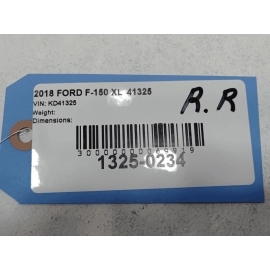 2018 FORD F-150 XL 41325
A.R
VIN: KD41325
Weight:
Dimensions:
1325-0234